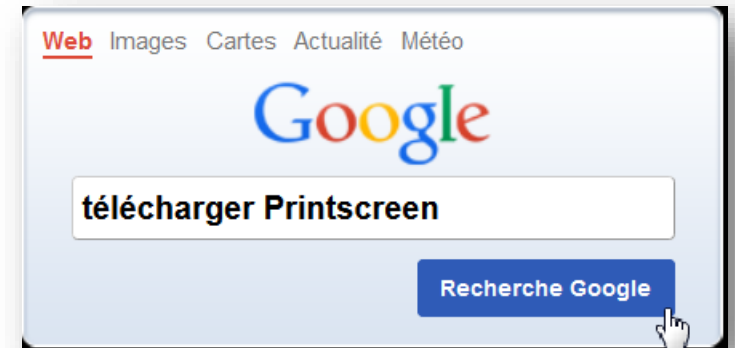 Web Images Cartes Actualité Météo
Google
télécharger Printscreen
Recherche Google